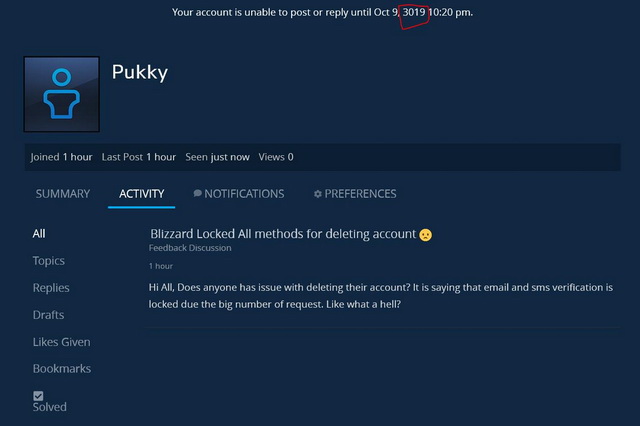 Your account is unable to post or reply until Oct 9, 3019 10:20 pm.
Pukky
Joined 1 hour Last Post 1 hour Seen just now Views 0
SUMMARY ACTIVITY NOTIFICATIONS PREFERENCES
All
Topics
Replies
Drafts
Likes Given
Bookmarks
Solved
Blizzard Locked All methods for deleting account
Feedback Discussion
1 hour
Hi All, Does anyone has issue with deleting their account? It is saying that email and sms verification is
locked due the big number of request. Like what a hell?